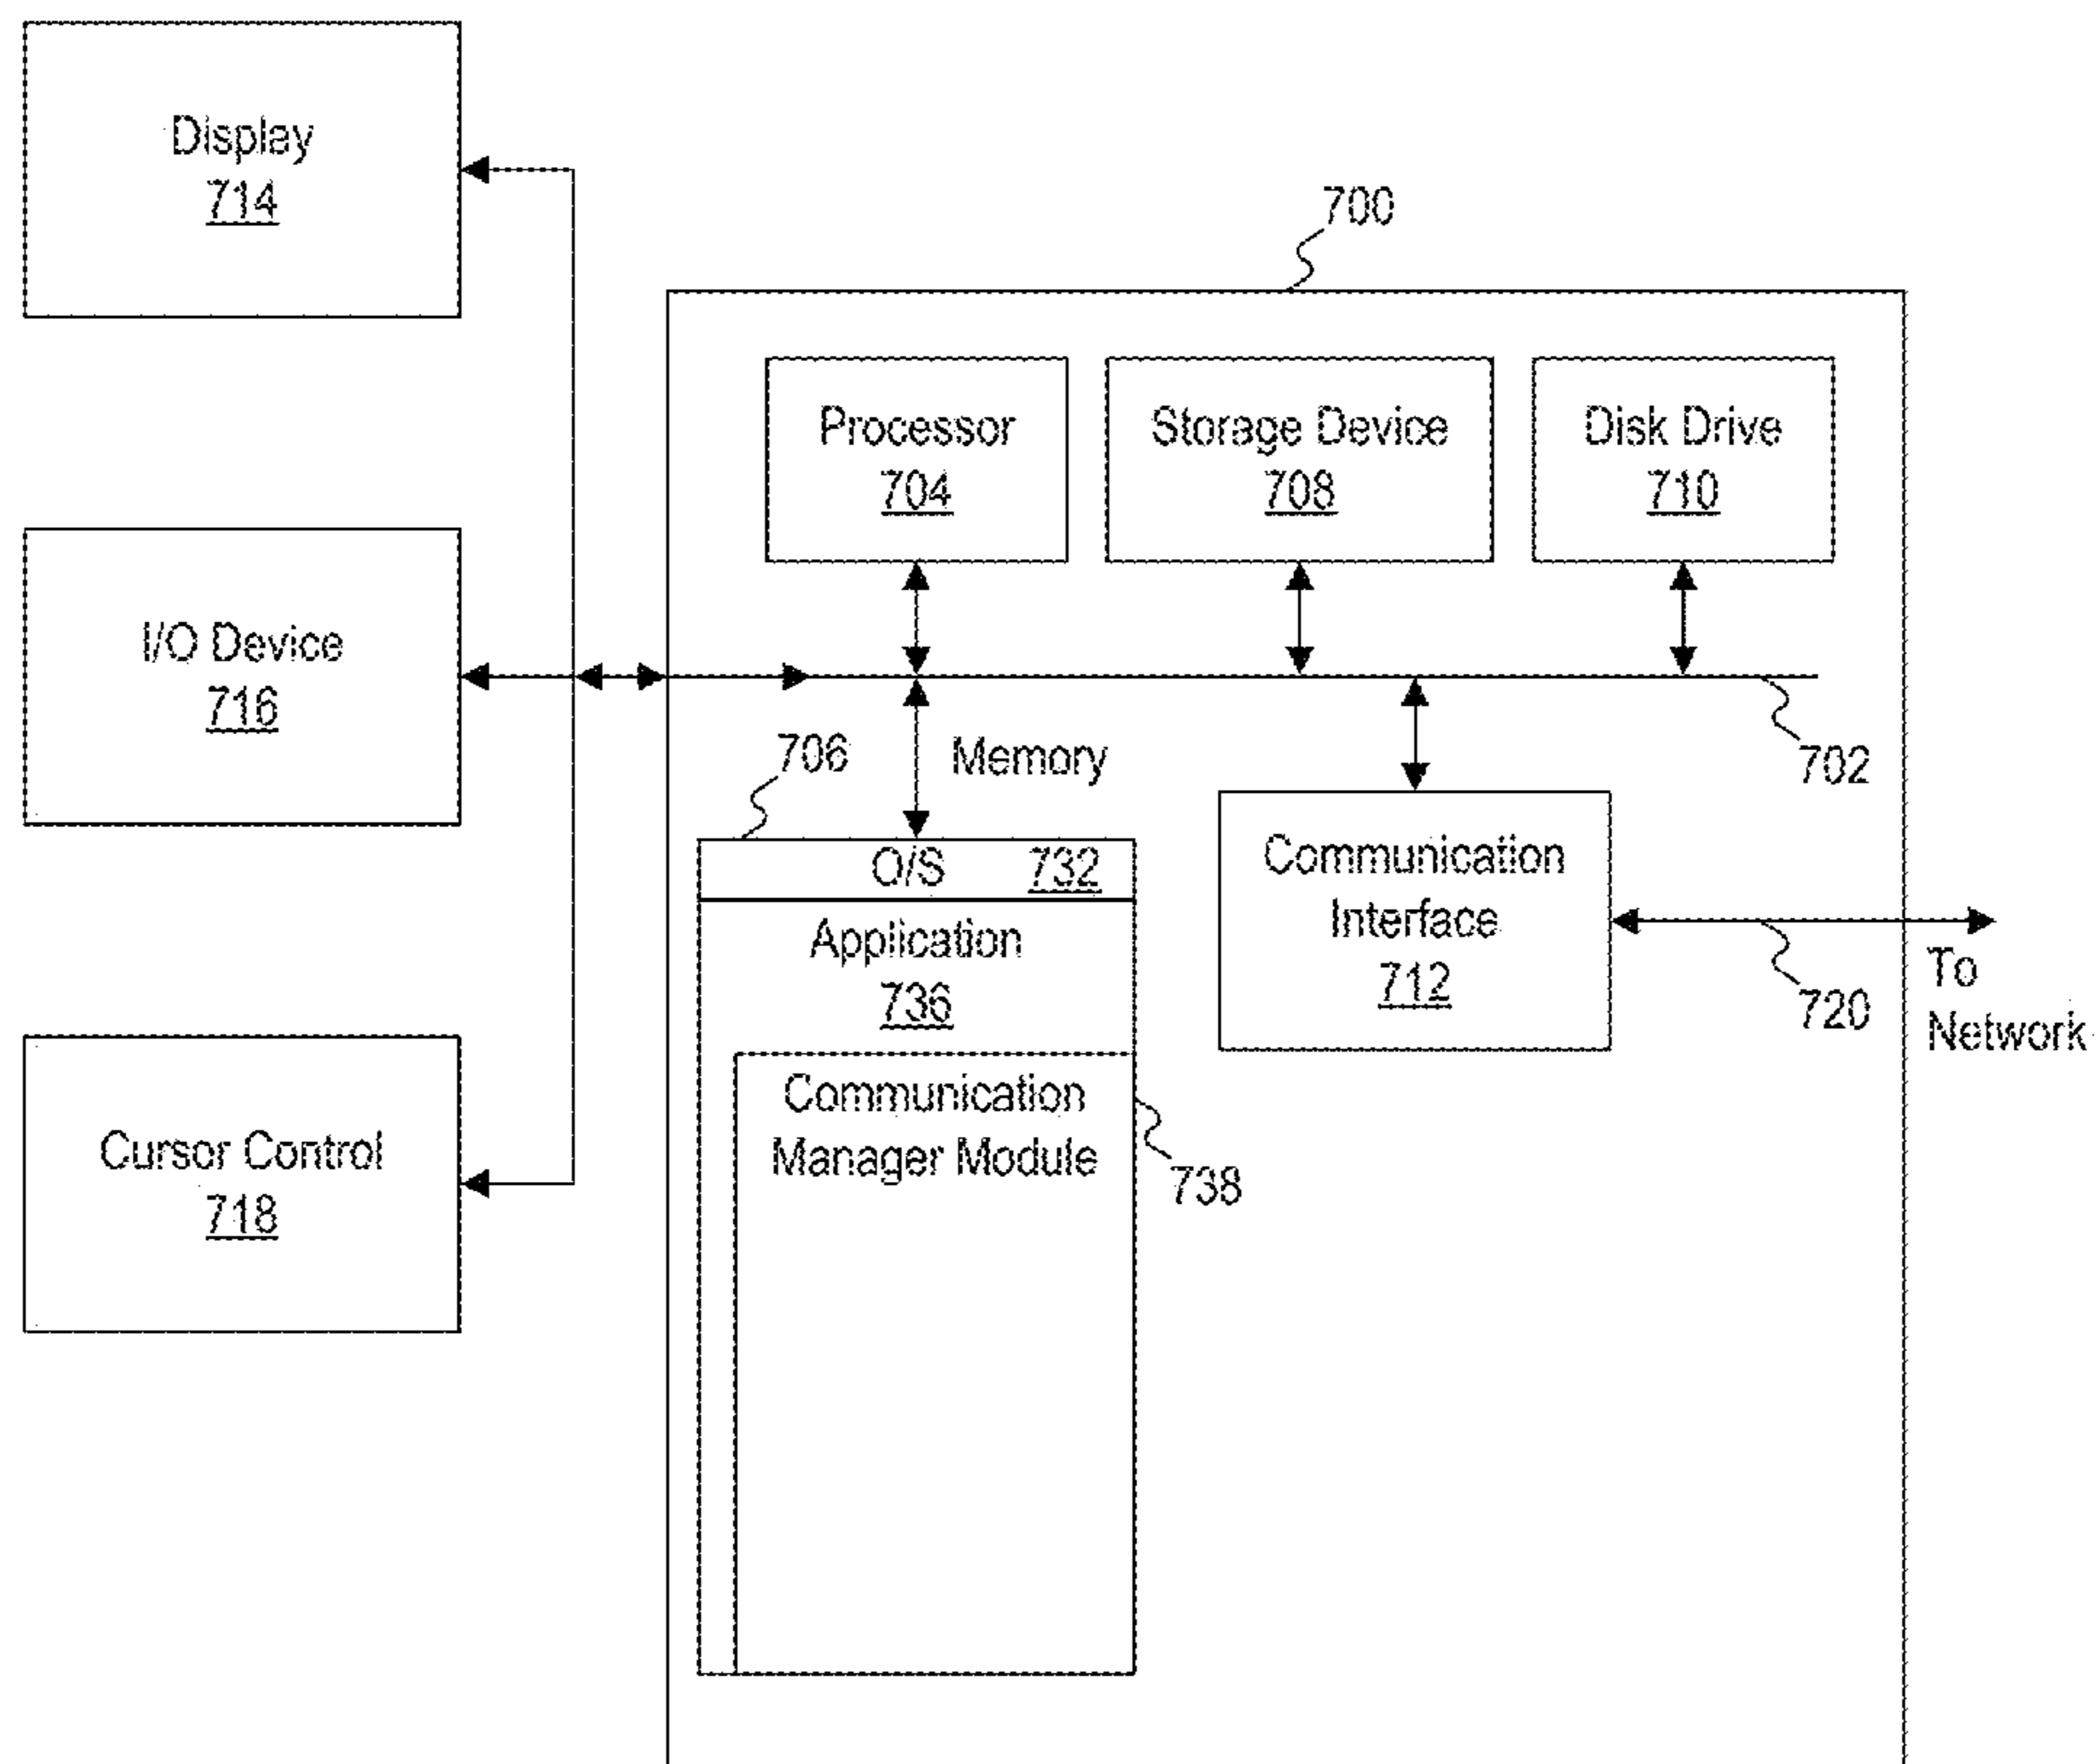 Display
714
700
Processor
704
Storage Device
708
Disk Drive
710
I/O Device
716
706
Memory
702
O/S 732
Application
736
Communication
Interface
712
720
To
Network
Communication
Manager Module
738
Cursor Control
718